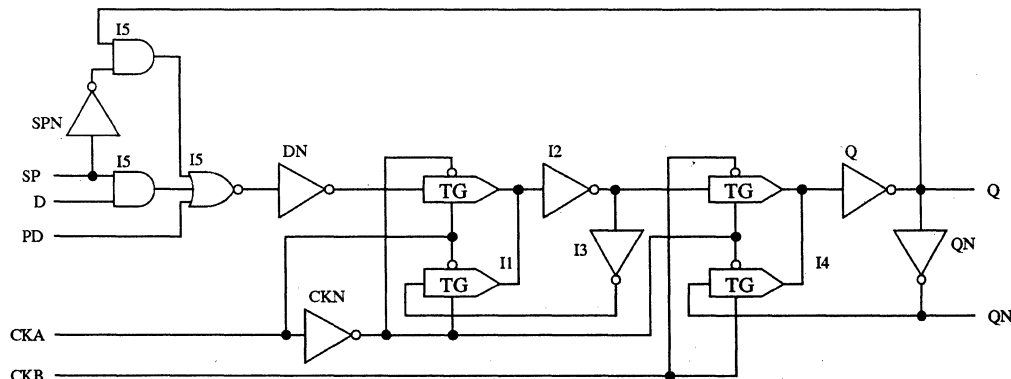 I5
SPN
I5
I5
DN
I2
Q
SP
TG
TG
Q
D
PD
I3
QN
I1
I4
TG
TG
CKN
CKA
QN
CKB